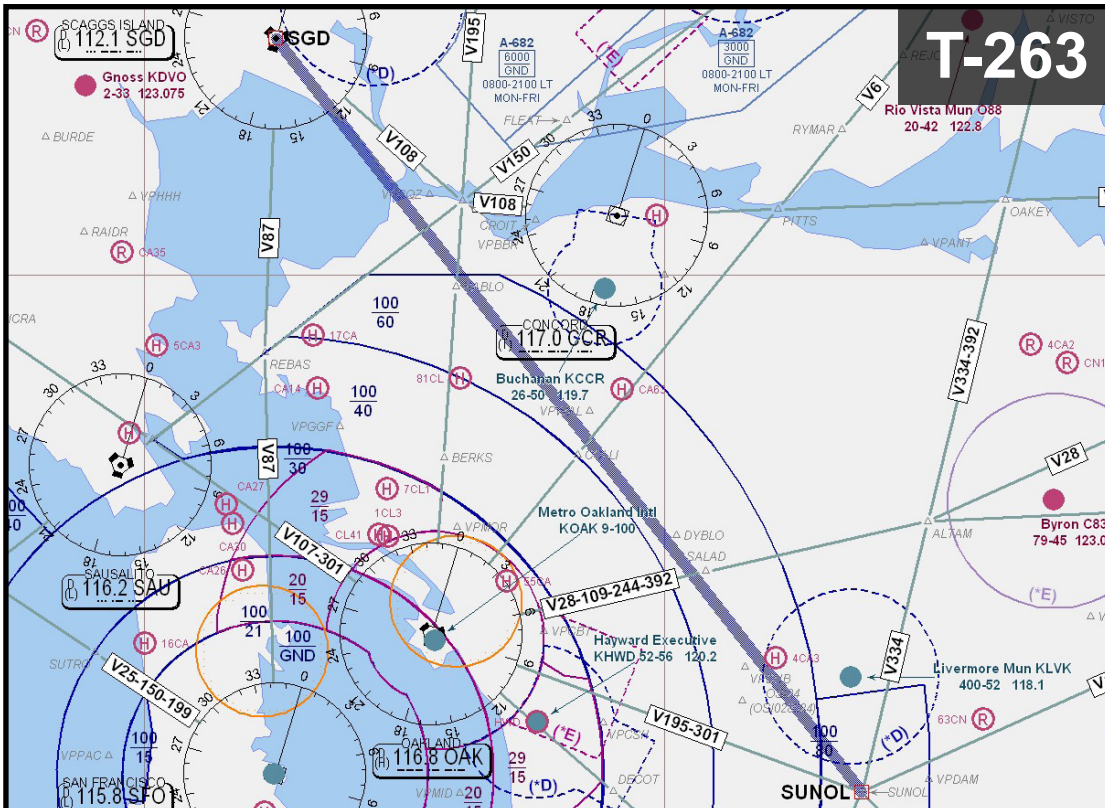 T-263
SCAGGS ISLAND
112.1 SGD
SGD
Gnoss KDVO
2-33 123.075
BURDE
VPHHH
RAIDR
CA35
V195
A-682
6000
GND
0800-2100 LT
MON-FRI
A-682
3000
GND
0800-2100 LT
MON-FRI
(*D)
(E)
FLEAT
V6
VISTO
Rio Vista Mun O88
20-42 122.8
RYMAR
V108
V150
V108
CROIT
VPBBR
PITTS
OAKEY
VPANT
V87
100
60
17CA
5CA3
REBAS
CA14
100
40
81CL
VPGGF
CONCORD
117.0 CCR
Buchanan KCCR
26-50 119.7
CA63
4CA2
CN1
V334-392
V28
V87
100
30
BERKS
CA27
29
15
7CL1
1CL3
CL41
VPMOR
CA30
CA26
Metro Oakland Intl
KOAK 9-100
DYBLO
SALAD
ALTAM
Byron C83
79-45 123.0
(*E)
SAUSALITO
116.2 SAU
V107-301
20
15
100
21
100
GND
V28-109-244-392
16CA
SUTRO
V25-150-199
Hayward Executive
KHWD 52-56 120.2
4CA3
V334
Livermore Mun KLVK
400-52 118.1
63CN
V195-301
(*E)
100
30
(*D)
VPPAC
100
15
OAKLAND
116.8 OAK
29
15
(*D)
DECOT
SAN FRANCISCO
115.8 SFO
VPMID
20
15
SUNOL
SUNOL
VPDAM